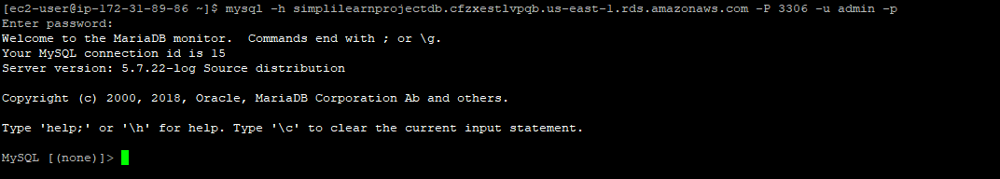 [ec2-user@ip-172-31-89-86 ~]$ mysql -h simplilearnprojectdb.cfzxestlvpqb.us-east-1.rds.amazonaws.com -P 3306 -u admin -p
Enter password:
Welcome to the MariaDB monitor.  Commands end with ; or \g.
Your MySQL connection id is 15
Server version: 5.7.22-log Source distribution
Copyright (c) 2000, 2018, Oracle, MariaDB Corporation Ab and others.
Type 'help;' or '\h' for help. Type '\c' to clear the current input statement.
MySQL [(none)]>